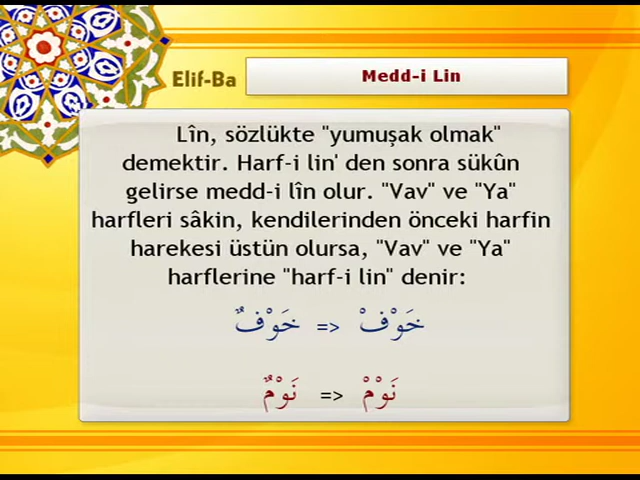 Elif-Ba
Medd-i Lin
Lîn, sözlükte "yumuşak olmak"
demektir. Harf-i lin' den sonra sükûn
gelirse medd-i lîn olur. "Vav" ve "Ya"
harfleri sâkin, kendilerinden önceki harfin
harekesi üstün olursa, "Vav" ve "Ya"
harflerine "harf-i lin" denir:
خَوْفٌ => خَوْفْ
نَوْمٌ => نَوْمْ